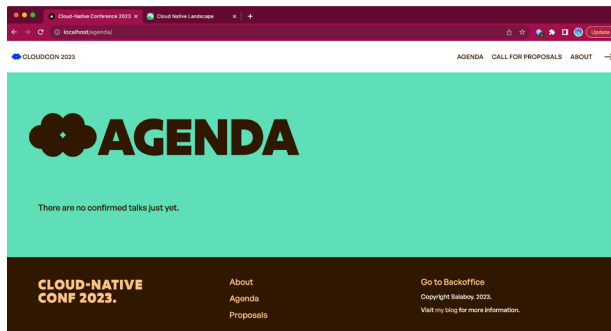 Cloud-Native Conference 2023
Cloud Native Landscape
localhost/agenda/
Update
CLOUDCON 2023
AGENDA
CALL FOR PROPOSALS
ABOUT
AGENDA
There are no confirmed talks just yet.
CLOUD-NATIVE
CONF 2023.
About
Agenda
Proposals
Go to Backoffice
Copyright Salaboy. 2023.
Visit my blog for more information.